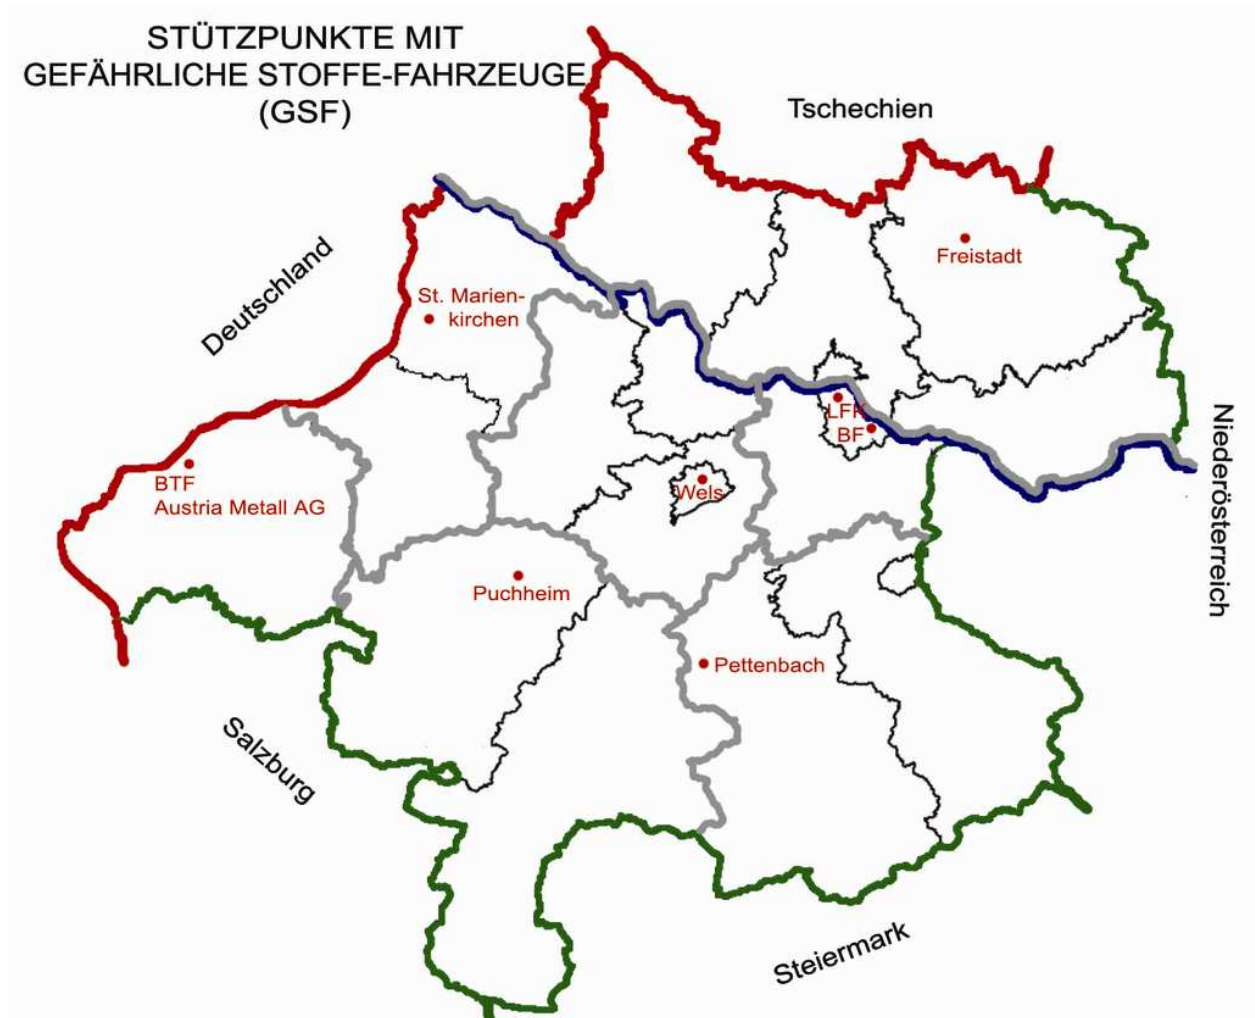 STÜTZPUNKTE MIT
GEFÄHRLICHE STOFFE-FAHRZEUGE
(GSF)
Tschechien
Deutschland
Freistadt
St. Marien-
kirchen
LFK
BF
BTF
Austria Metall AG
Wels
Niederösterreich
Puchheim
Pettenbach
Salzburg
Steiermark